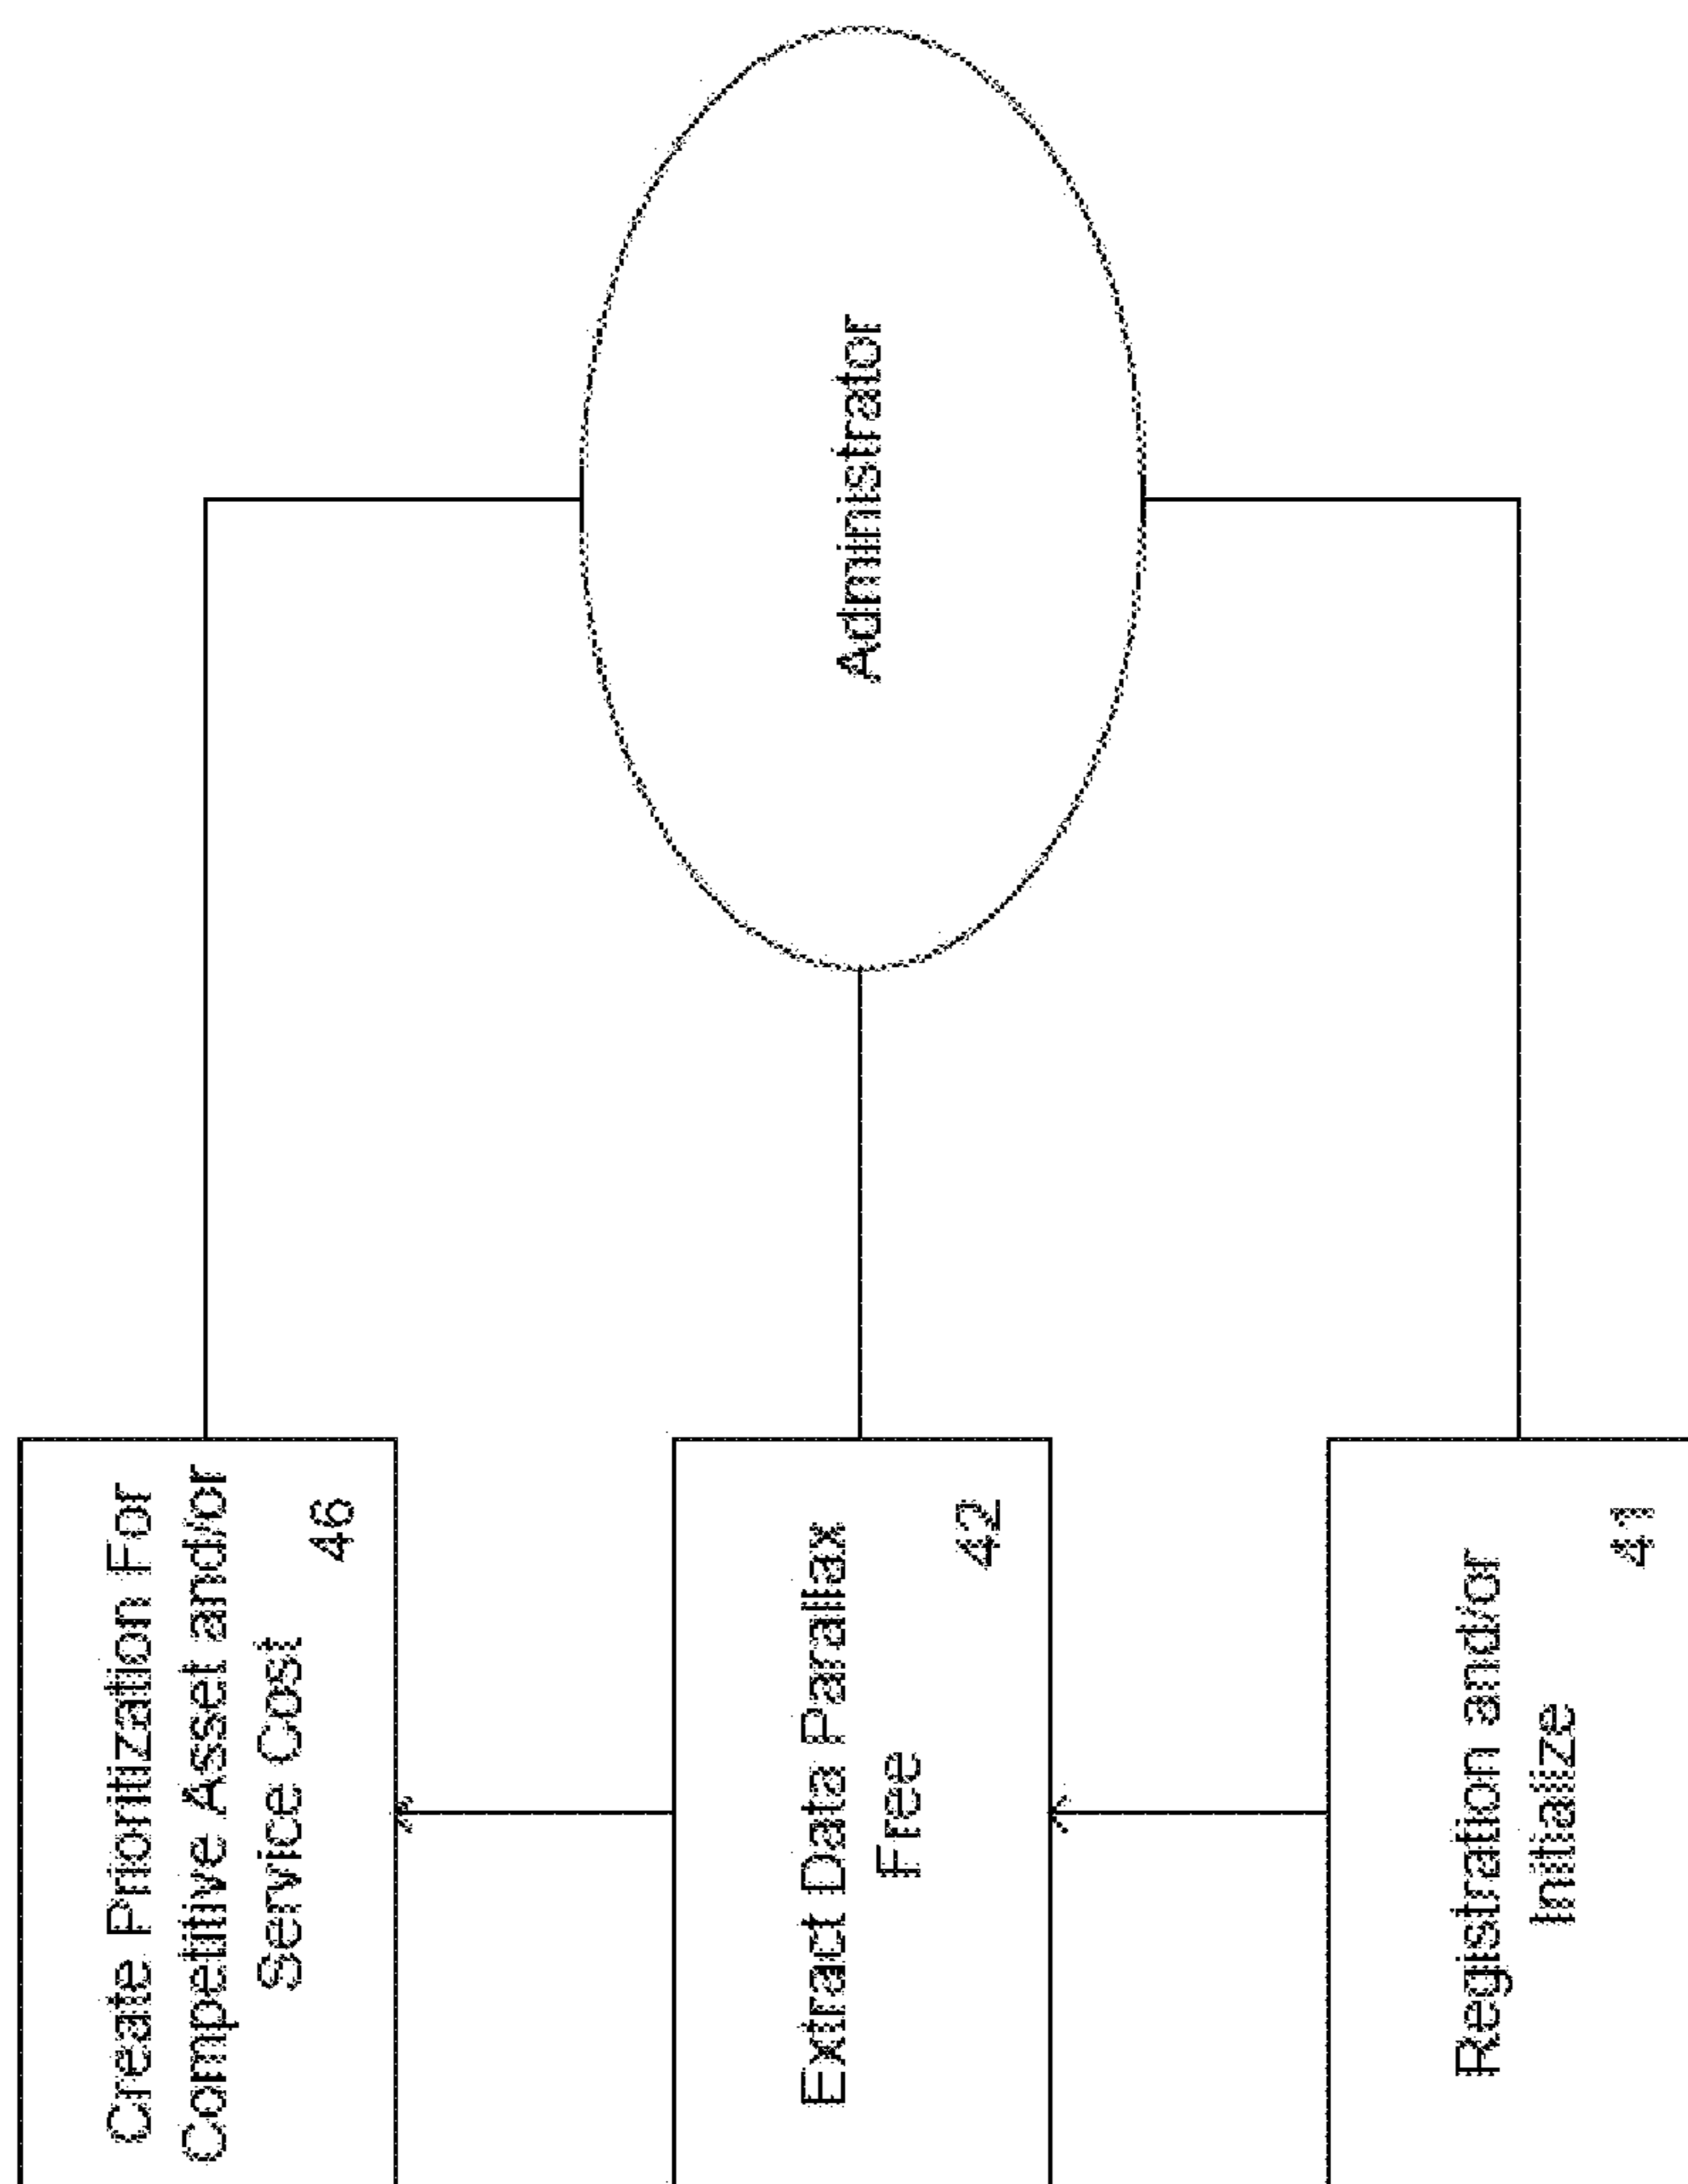 Create Prioritization For
Competitive Asset and/or
Service Cost
46
Extract Data Parallax
Free
42
Registration and/or
Initialize
41
Administrator